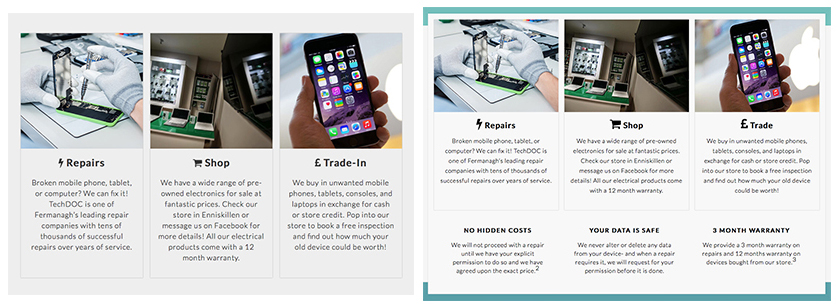 Repairs
Broken mobile phone, tablet,
or computer? We can fix it!
TechDOC is one of
Fermanagh's leading repair
companies with tens of
thousands of successful
repairs over years of service.
Shop
We have a wide range of pre-
owned electronics for sale at
fantastic prices. Check our
store in Enniskillen or
message us on Facebook for
more details! All our electrical
products come with a 12
month warranty.
£ Trade-In
We buy in unwanted mobile
phones, tablets, consoles, and
laptops in exchange for cash
or store credit. Pop into our
store to book a free inspection
and find out how much your
old device could be worth!
Repairs
Broken mobile phone, tablet, or
computer? We can fix it! TechDOC is
one of Fermanagh's leading repair
companies with tens of thousands of
successful repairs over years of service.
Shop
We have a wide range of pre-owned
electronics for sale at fantastic prices.
Check our store in Enniskillen or
message us on Facebook for more
details! All our electrical products come
with a 12 month warranty.
£ Trade
We buy in unwanted mobile phones,
tablets, consoles, and laptops in
exchange for cash or store credit. Pop
into our store to book a free inspection
and find out how much your old device
could be worth!
NO HIDDEN COSTS
We will not proceed with a repair
until we have your explicit
permission to do so and we have
agreed upon the exact price.2
YOUR DATA IS SAFE
We never alter or delete any data
from your device- and when a repair
requires it, we will request for your
permission before it is done.
3 MONTH WARRANTY
We provide a 3 month warranty on
repairs and 12 months warranty on
devices bought from our store.3